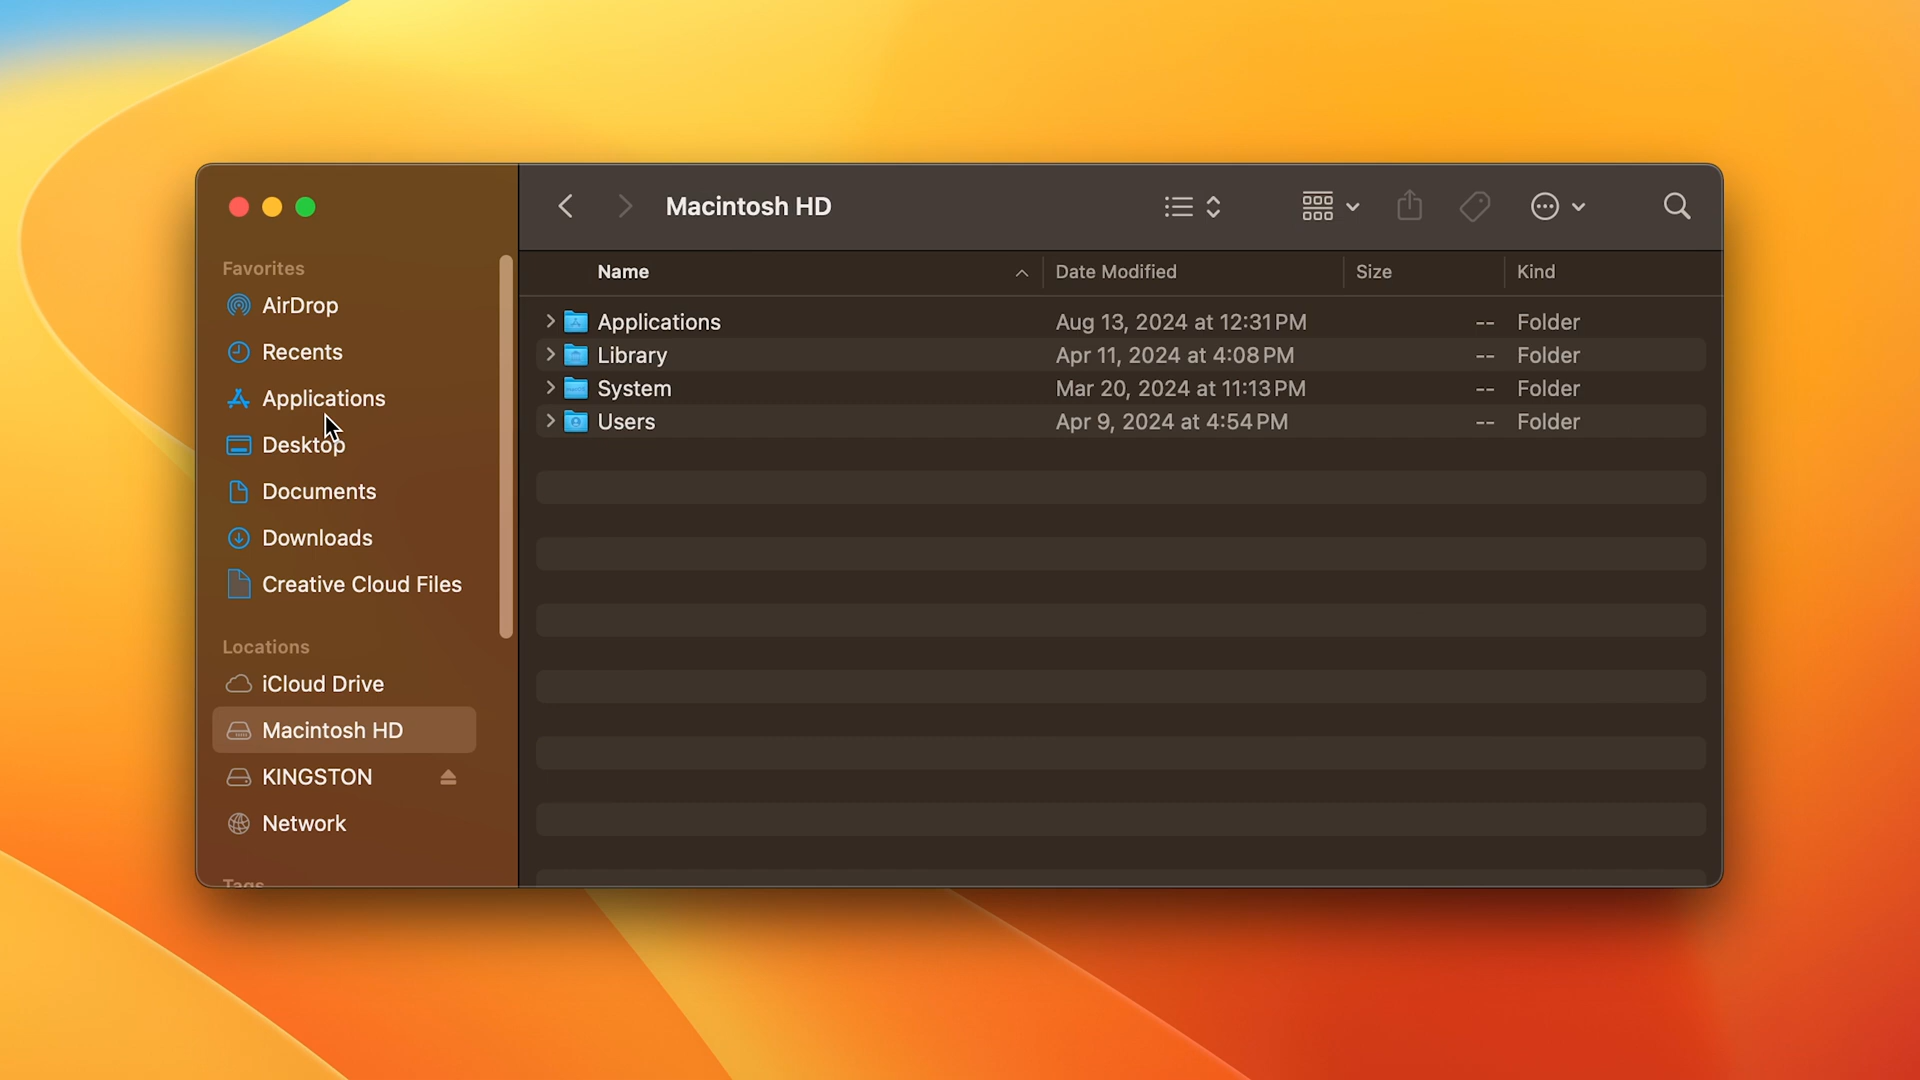 Macintosh HD
Favorites
AirDrop
Recents
Applications
Desktop
Documents
Downloads
Creative Cloud Files
Locations
iCloud Drive
Macintosh HD
KINGSTON
Network
Tags
Name Date Modified Size Kind
Applications Aug 13, 2024 at 12:31 PM -- Folder
Library Apr 11, 2024 at 4:08 PM -- Folder
System Mar 20, 2024 at 11:13 PM -- Folder
Users Apr 9, 2024 at 4:54 PM -- Folder